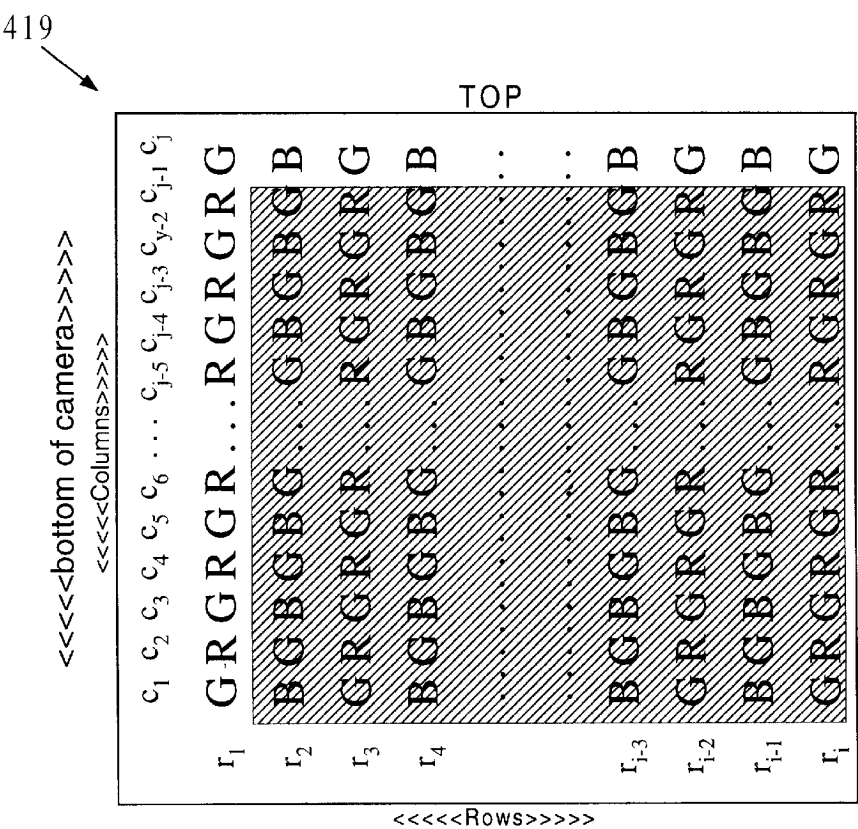 419
TOP
<<<<<bottom of camera>>>>>
<<<<<Columns>>>>>
c1 c2 c3 c4 c5 c6 . . . cj-5 cj-4 cj-3 cy-2 cj-1 cj
r1 G R G R G R . . . R G R G R G
r2 B G B G B G . . . G B G B G B
r3 G R G R G R . . . R G R G R G
r4 B G B G B G . . . G B G B G B
ri-3 B G B G B G . . . G B G B G B
ri-2 G R G R G R . . . R G R G R G
ri-1 B G B G B G . . . G B G B G B
ri G R G R G R . . . R G R G R G
<<<<<Rows>>>>>